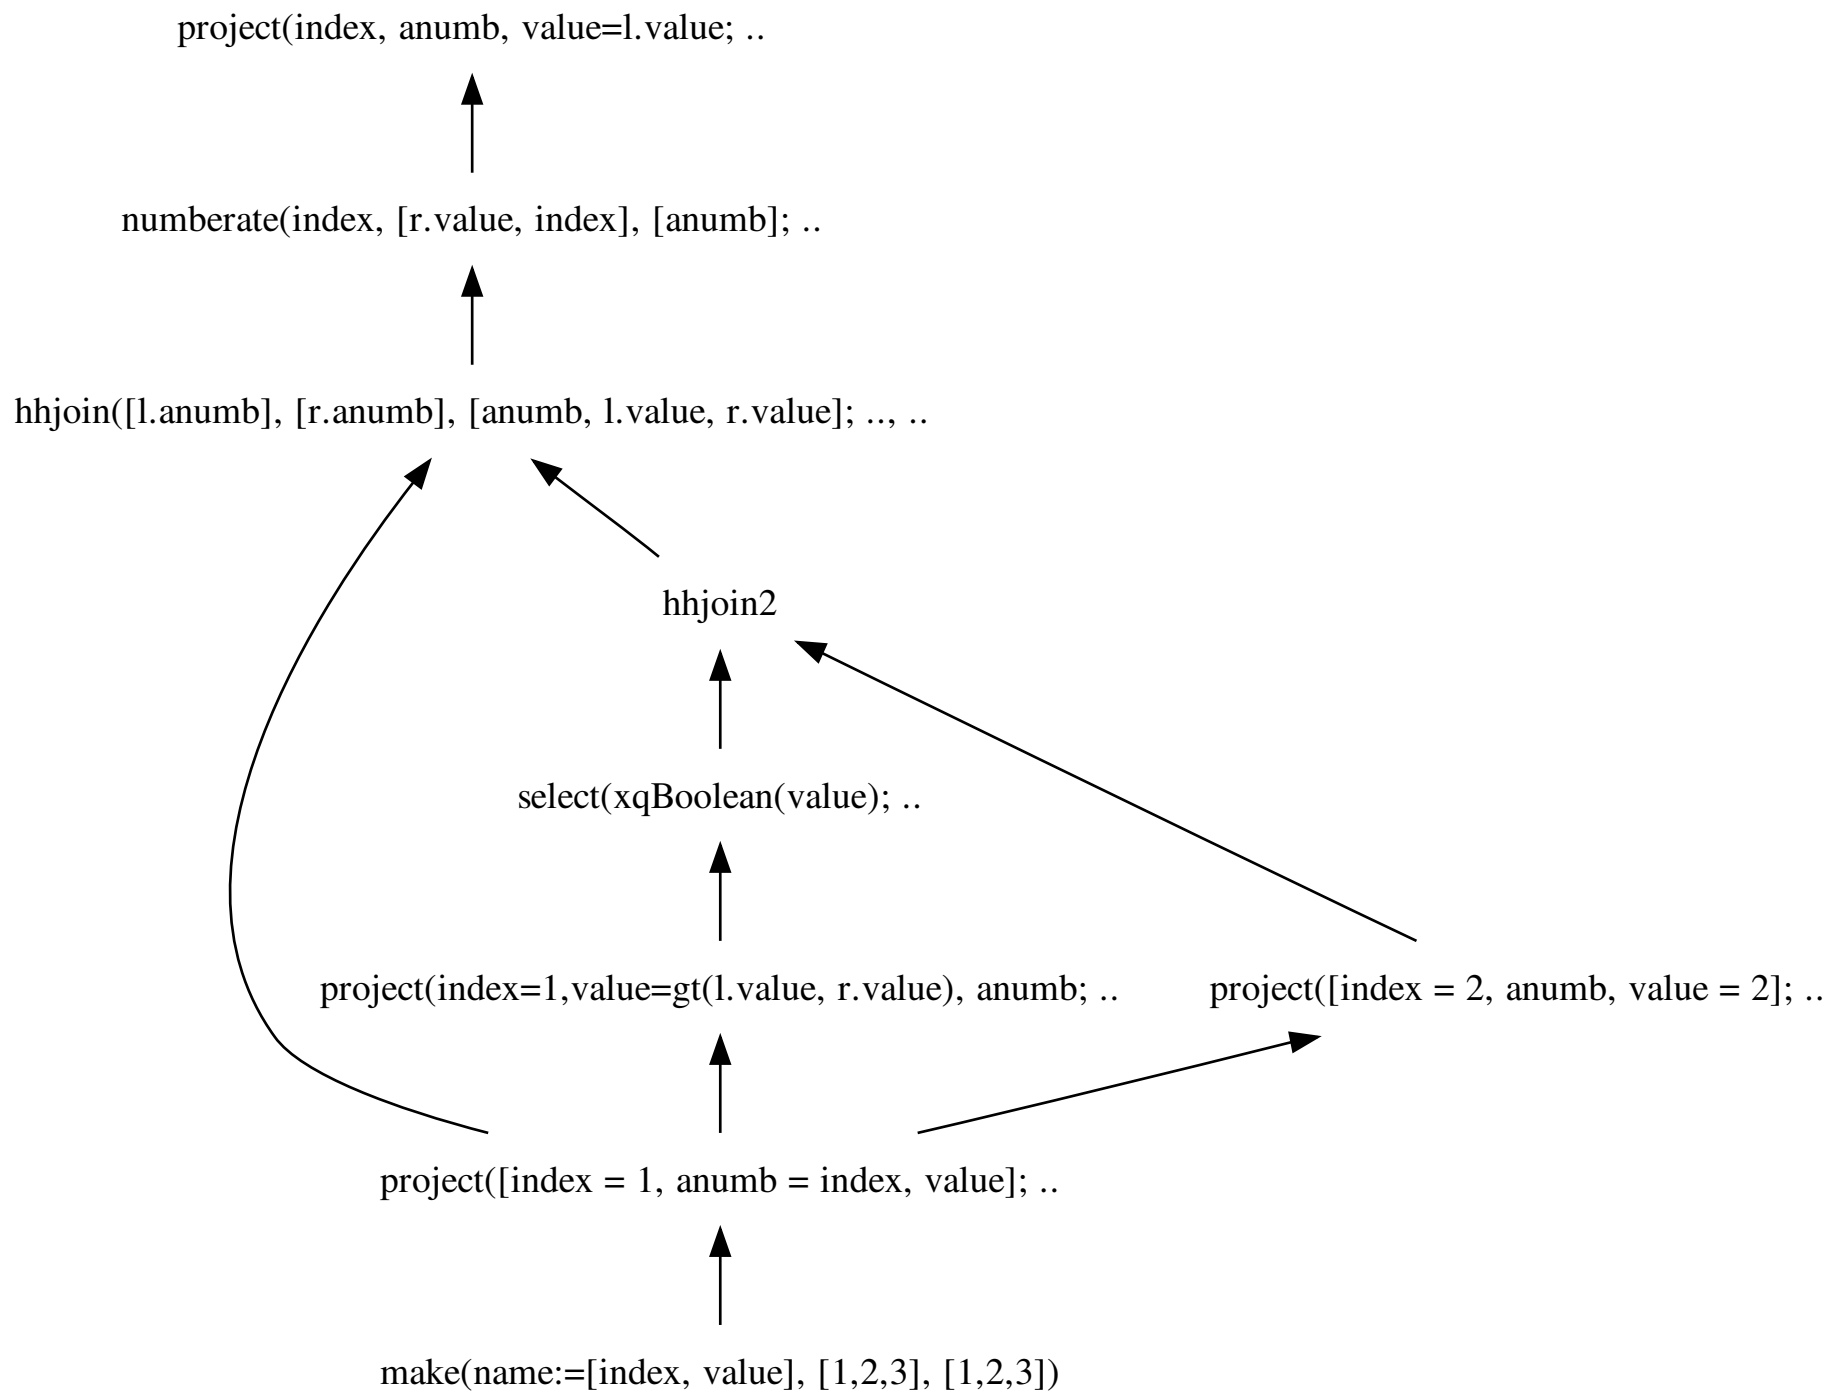 project(index, anumb, value=l.value; ..
numberate(index, [r.value, index], [anumb]; ..
hhjoin([l.anumb], [r.anumb], [anumb, l.value, r.value]; .., ..
hhjoin2
select(xqBoolean(value); ..
project(index=1,value=gt(l.value, r.value), anumb; ..
project([index = 2, anumb, value = 2]; ..
project([index = 1, anumb = index, value]; ..
make(name:=[index, value], [1,2,3], [1,2,3])